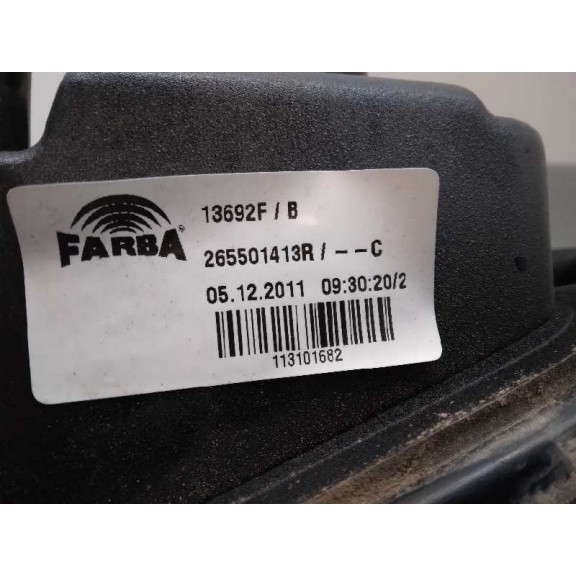 FARBA®
13692F / B
265501413R / - - C
05.12.2011 09:30:20/2
113101682